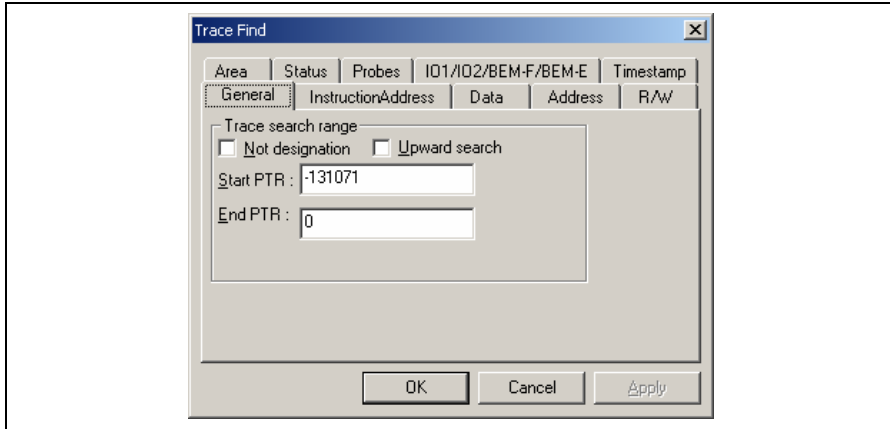 Trace Find
Area Status Probes IO1/IO2/BEM-F/BEM-E Timestamp
General InstructionAddress Data Address R/W
Trace search range
Not designation Upward search
Start PTR : -131071
End PTR : 0
OK Cancel Apply